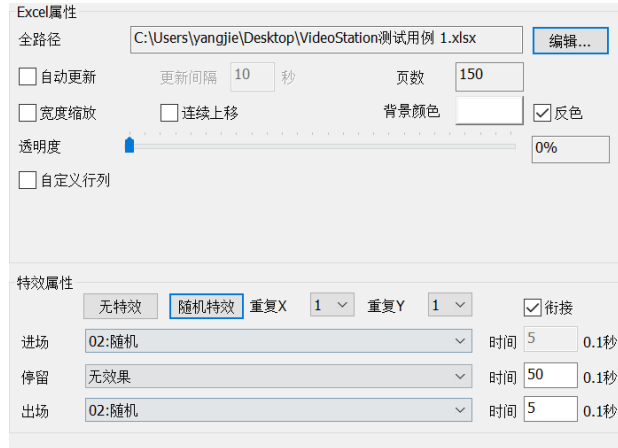 Excel属性
全路径 C:\Users\yangjie\Desktop\VideoStation测试用例 1.xlsx 编辑...
自动更新 更新间隔 10 秒 页数 150
宽度缩放 连续上移 背景颜色 反色
透明度 0%
自定义行列
特效属性
无特效 随机特效 重复X 1 重复Y 1 衔接
进场 02:随机 时间 5 0.1秒
停留 无效果 时间 50 0.1秒
出场 02:随机 时间 5 0.1秒